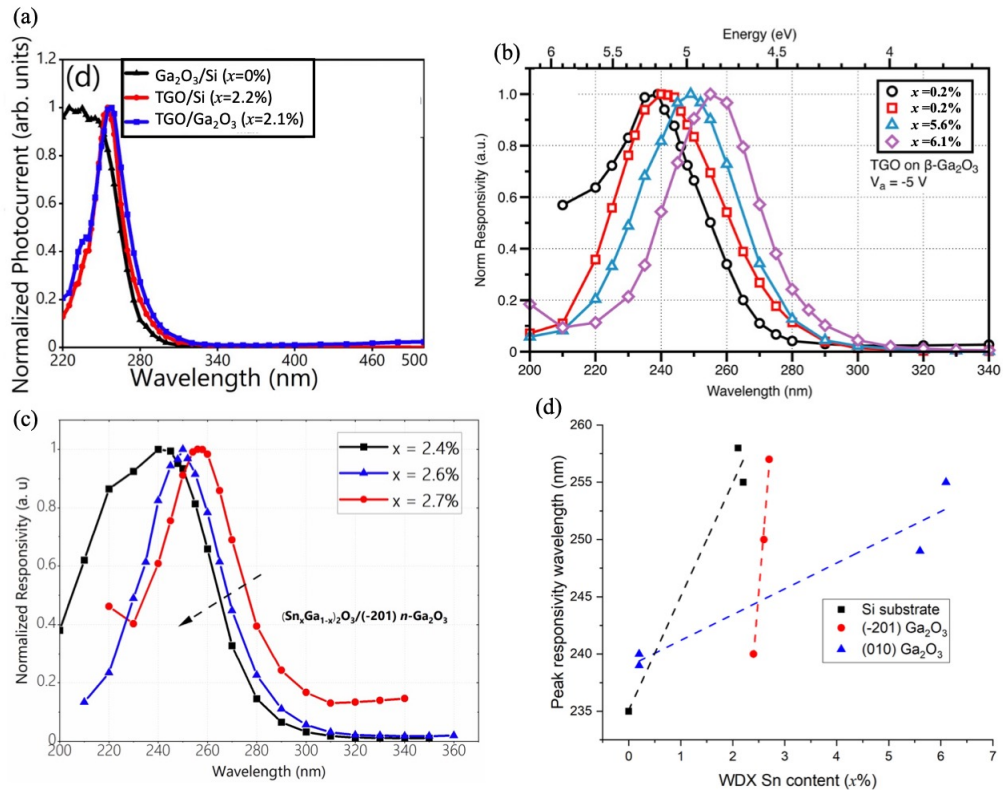 (a)
(d)
Ga₂O₃/Si (x=0%)
TGO/Si (x=2.2%)
TGO/Ga₂O₃ (x=2.1%)
Normalized Photocurrent (arb. units)
1
0.8
0.6
0.4
0.2
0
220 280 340 400 460 500
Wavelength (nm)
(b)
Energy (eV)
6 5.5 5 4.5 4
x=0.2%
x=0.2%
x=5.6%
x=6.1%
TGO on β-Ga₂O₃
Vₐ = -5 V
Norm Responsivity (a.u.)
1.0
0.8
0.6
0.4
0.2
0.0
200 220 240 260 280 300 320 340
Wavelength (nm)
(c)
x = 2.4%
x = 2.6%
x = 2.7%
(SnₓGa₁₋ₓ)₂O₃/(-201) n-Ga₂O₃
Normalized Responsivity (a.u)
1
0.8
0.6
0.4
0.2
0
200 220 240 260 280 300 320 340 360
Wavelength (nm)
(d)
Peak responsivity wavelength (nm)
260
255
250
245
240
235
Si substrate
(-201) Ga₂O₃
(010) Ga₂O₃
0 1 2 3 4 5 6 7
WDX Sn content (x%)